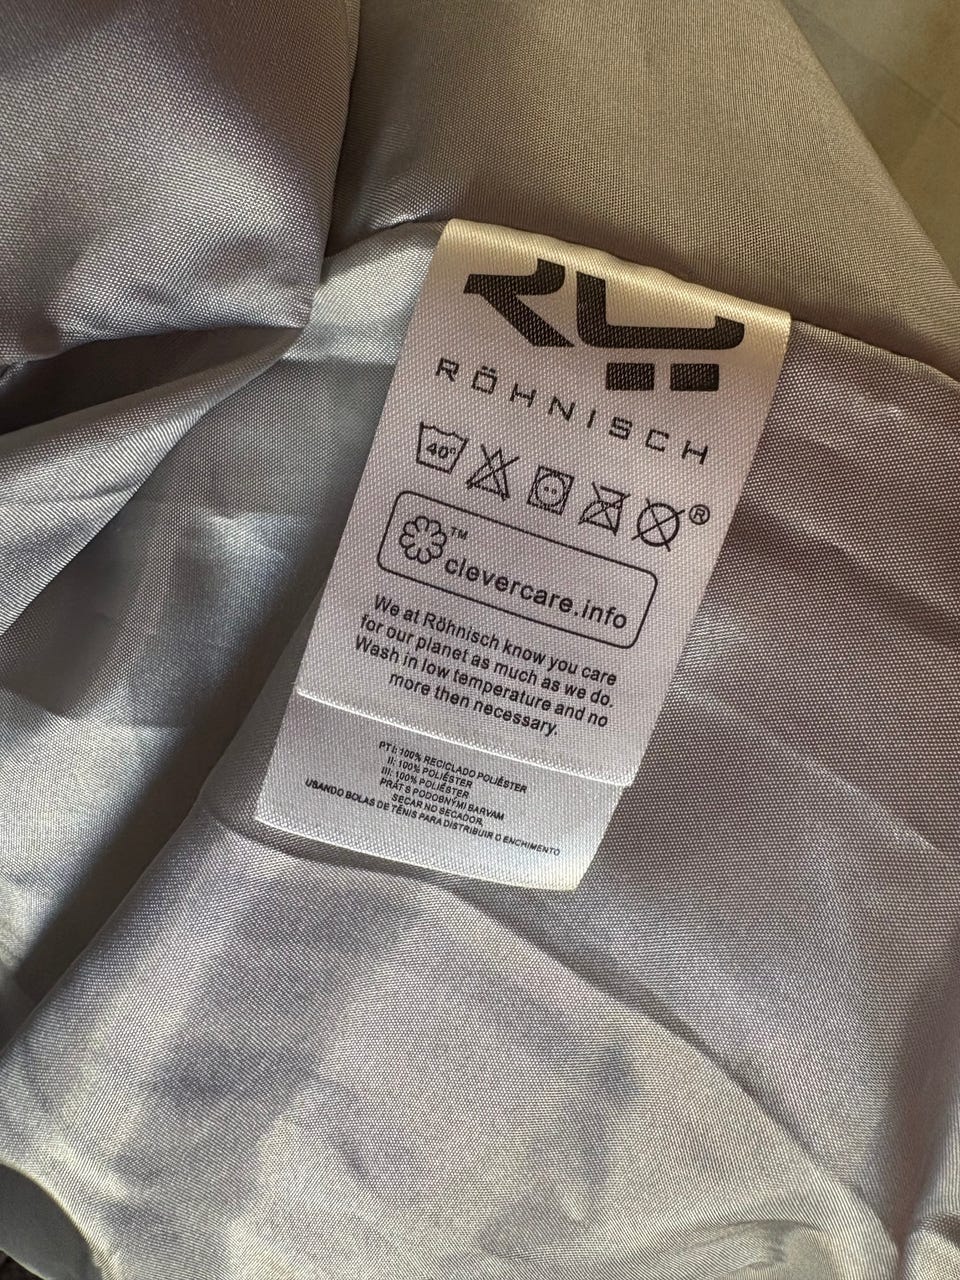 RÖHNISCH
40°
®
™
clevercare.info
We at Röhnisch know you care
for our planet as much as we do.
Wash in low temperature and no
more then necessary.
PT I: 100% RECICLADO POLIÉSTER
II: 100% POLIÉSTER
III: 100% POLIÉSTER
PRÁT S PODOBNÝMI BARVAM
SECAR NO SECADOR,
USANDO BOLAS DE TÊNIS PARA DISTRIBUIR O ENCHIMENTO